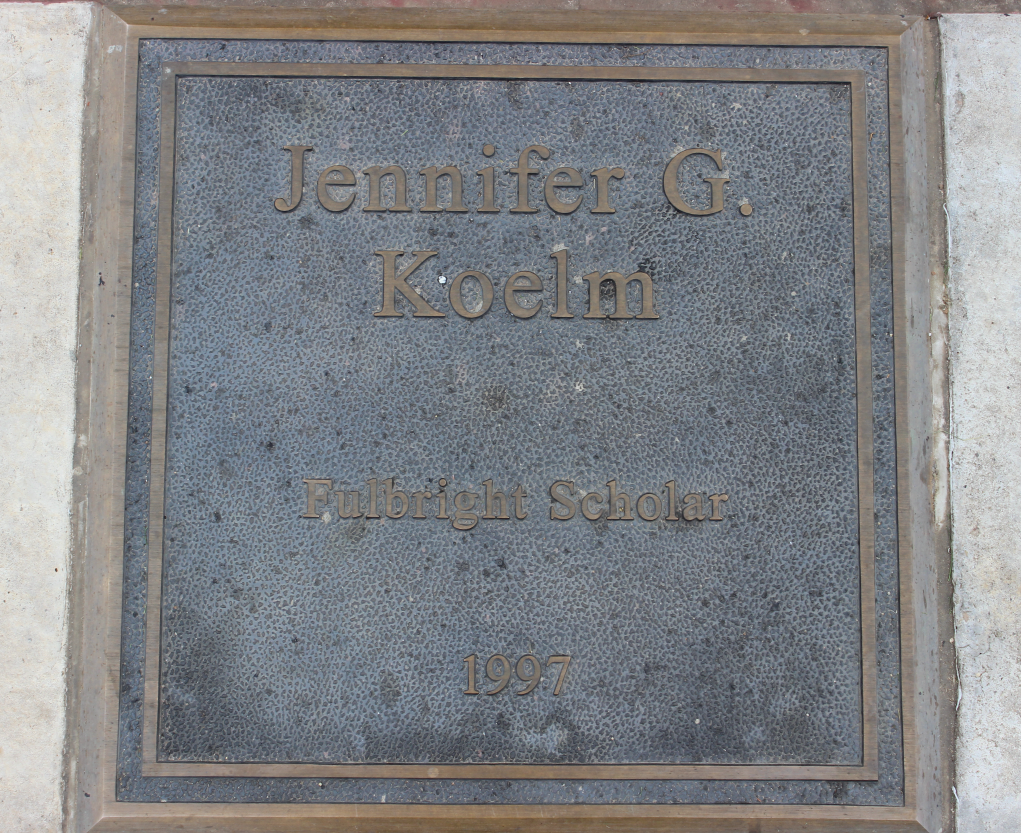 Jennifer G.
Koelm
Fulbright Scholar
1997